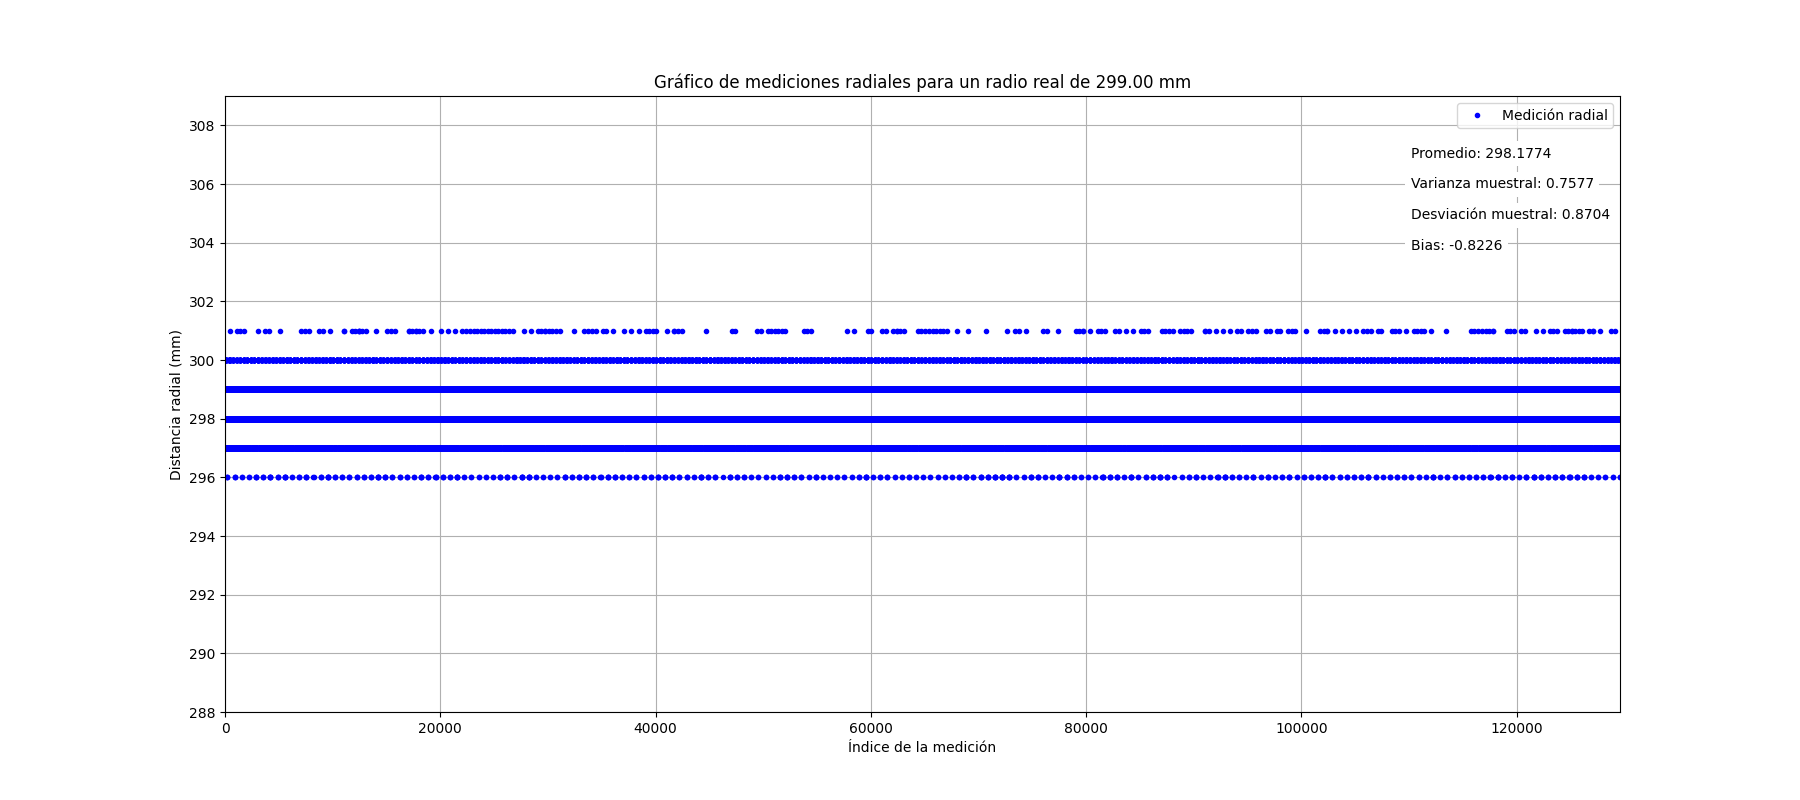 Gráfico de mediciones radiales para un radio real de 299.00 mm
Medición radial
Promedio: 298.1774
Varianza muestral: 0.7577
Desviación muestral: 0.8704
Bias: -0.8226
Distancia radial (mm)
308
306
304
302
300
298
296
294
292
290
288
0 20000 40000 60000 80000 100000 120000
Índice de la medición